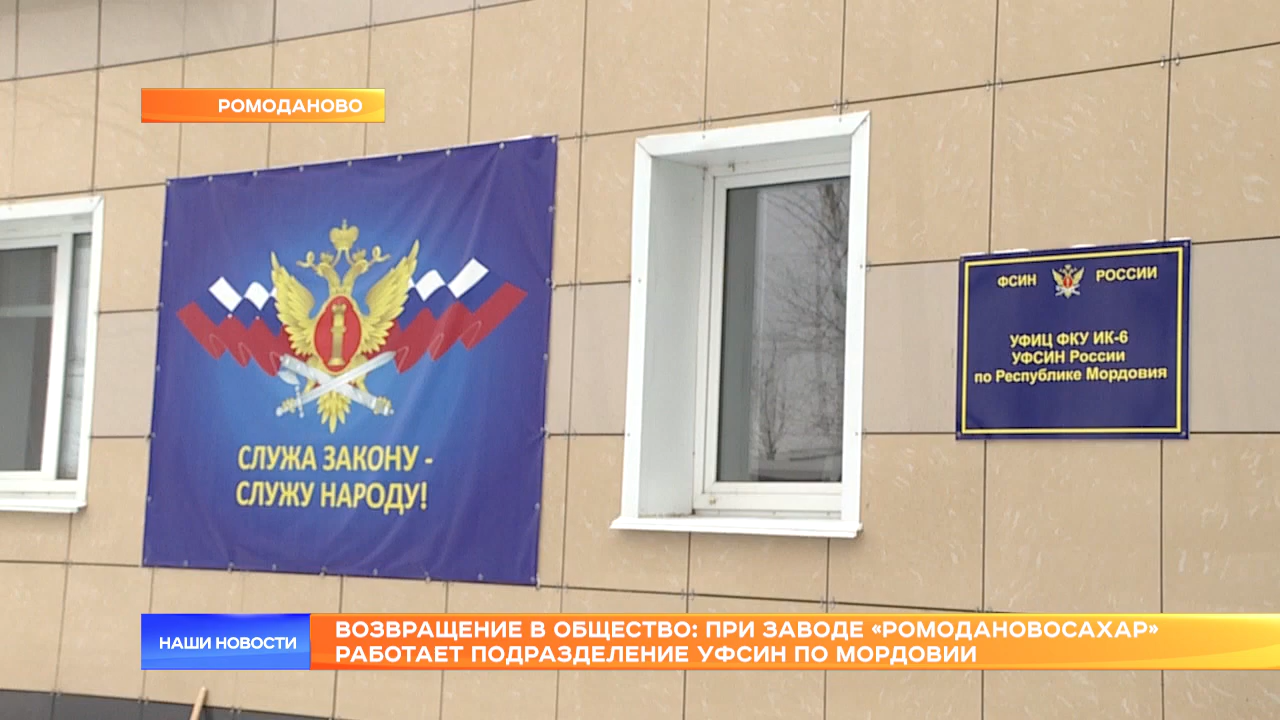 РОМОДАНОВО
СЛУЖА ЗАКОНУ -
СЛУЖУ НАРОДУ!
ФСИН РОССИИ
УФИЦ ФКУ ИК-6
УФСИН России
по Республике Мордовия
НАШИ НОВОСТИ
ВОЗВРАЩЕНИЕ В ОБЩЕСТВО: ПРИ ЗАВОДЕ «РОМОДАНОВОСАХАР»
РАБОТАЕТ ПОДРАЗДЕЛЕНИЕ УФСИН ПО МОРДОВИИ